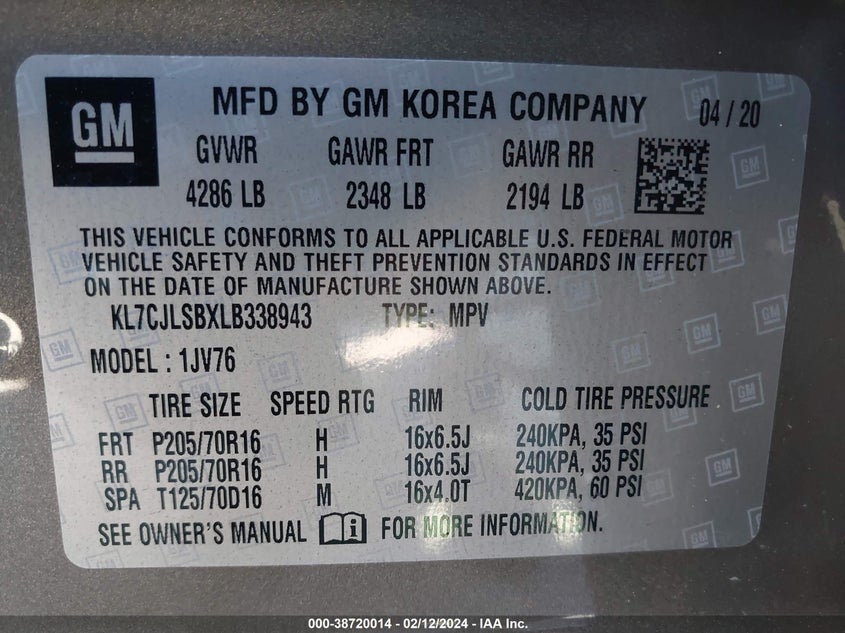 GM MFD BY GM KOREA COMPANY 04 / 20
GVWR GAWR FRT GAWR RR
4286 LB 2348 LB 2194 LB
THIS VEHICLE CONFORMS TO ALL APPLICABLE U.S. FEDERAL MOTOR
VEHICLE SAFETY AND THEFT PREVENTION STANDARDS IN EFFECT
ON THE DATE OF MANUFACTURE SHOWN ABOVE.
KL7CJLSBXLB338943 TYPE: MPV
MODEL : 1JV76
TIRE SIZE SPEED RTG RIM COLD TIRE PRESSURE
FRT P205/70R16 H 16x6.5J 240KPA, 35 PSI
RR P205/70R16 H 16x6.5J 240KPA, 35 PSI
SPA T125/70D16 M 16x4.0T 420KPA, 60 PSI
SEE OWNER'S MANUAL i FOR MORE INFORMATION.
000-38720014 - 02/12/2024 - IAA Inc.